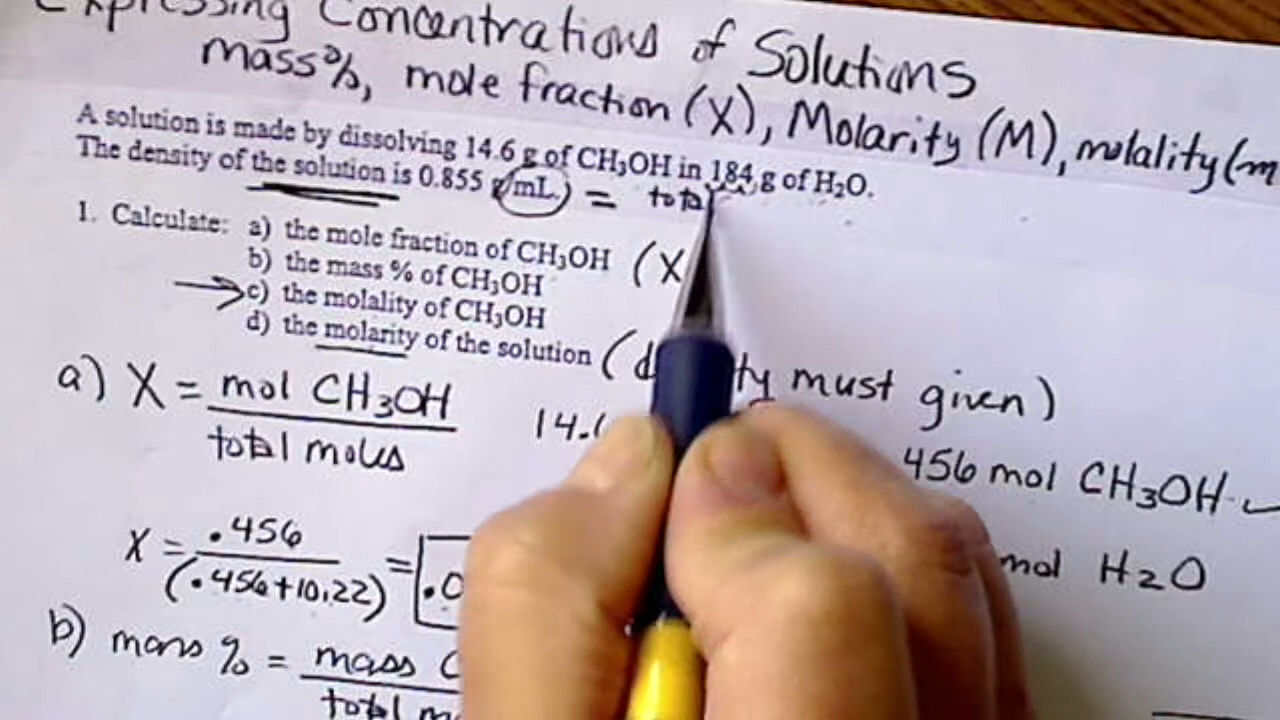 Expressing Concentrations of Solutions
mass%, mole fraction (X), Molarity (M), molality (m
A solution is made by dissolving 14.6 g of CH₃OH in 184 g of H₂O.
The density of the solution is 0.855 g/mL. = total
1. Calculate: a) the mole fraction of CH₃OH (X
b) the mass % of CH₃OH
c) the molality of CH₃OH
d) the molarity of the solution ( must given)
a) X = mol CH₃OH / total moles
14.
456 mol CH₃OH
X = .456 / (.456+10.22) = .0
mol H₂O
b) mass % = mass / total